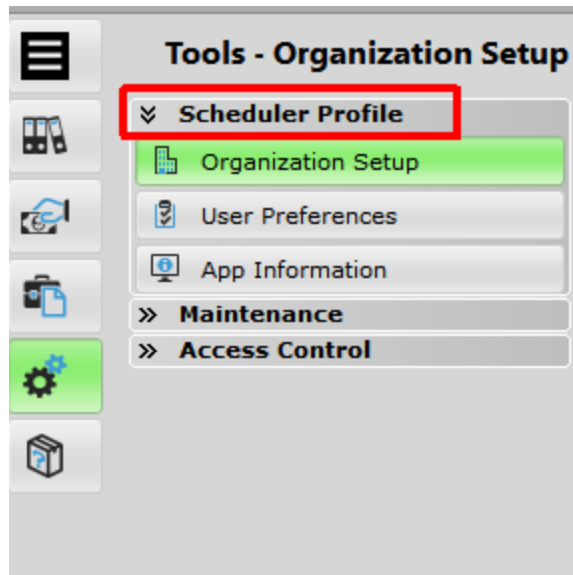 Tools - Organization Setup
Scheduler Profile
Organization Setup
User Preferences
App Information
Maintenance
Access Control